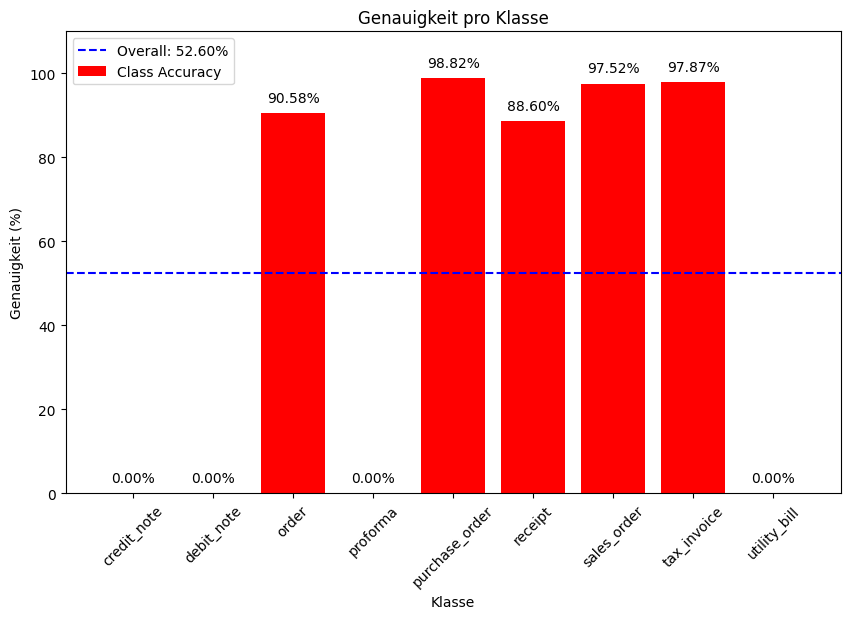 Genauigkeit pro Klasse
Overall: 52.60%
Class Accuracy
Genauigkeit (%)
100
80
60
40
20
0
0.00%
0.00%
90.58%
0.00%
98.82%
88.60%
97.52%
97.87%
0.00%
credit_note
debit_note
order
proforma
purchase_order
receipt
sales_order
tax_invoice
utility_bill
Klasse